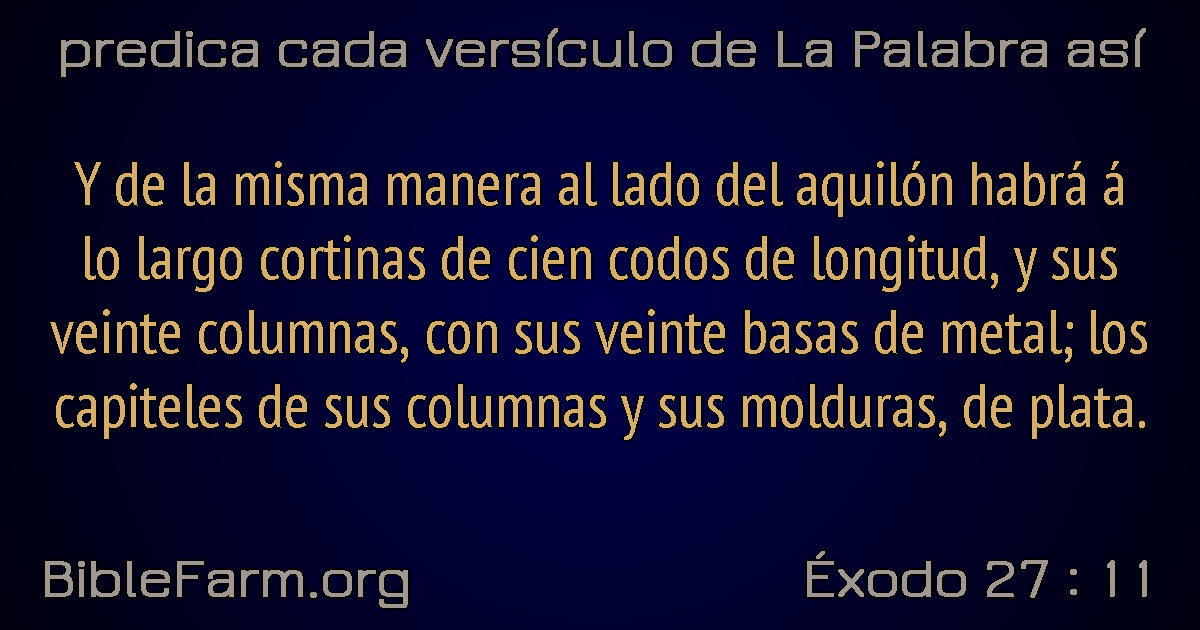 predica cada versículo de La Palabra así
Y de la misma manera al lado del aquilón habrá á
lo largo cortinas de cien codos de longitud, y sus
veinte columnas, con sus veinte basas de metal; los
capiteles de sus columnas y sus molduras, de plata.
BibleFarm.org
Éxodo 27 : 11